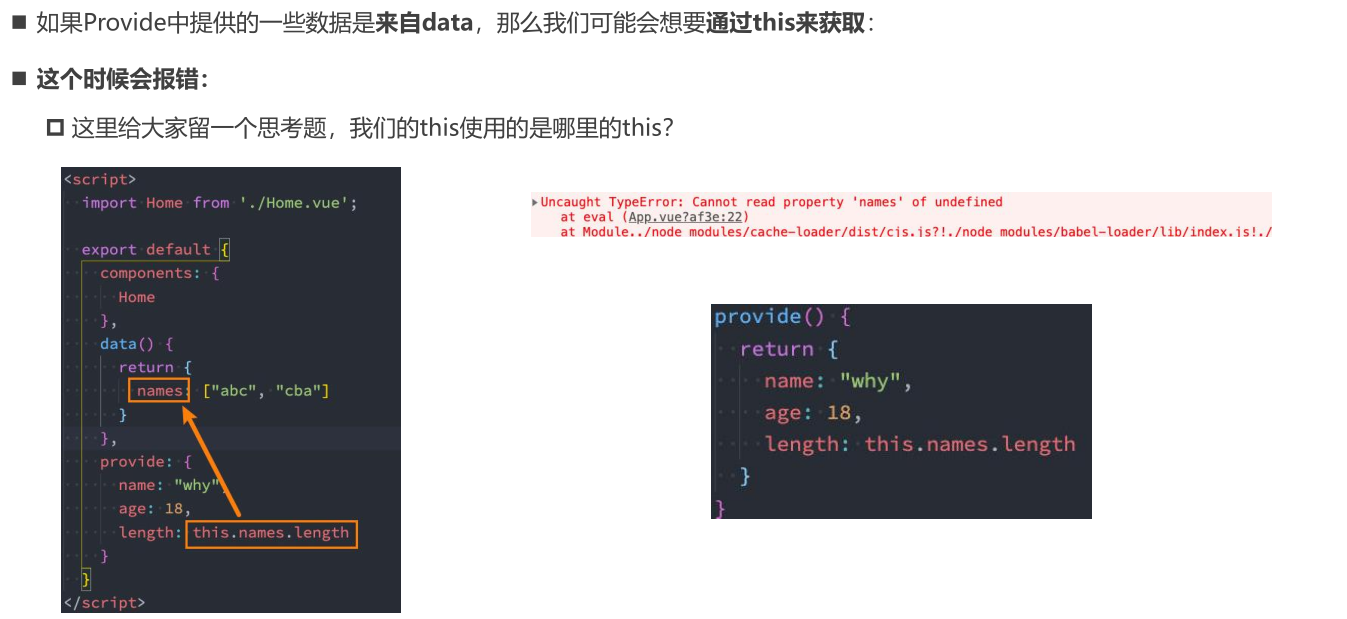 ■ 如果Provide中提供的一些数据是来自data，那么我们可能会想要通过this来获取：
■ 这个时候会报错：
这里给大家留一个思考题，我们的this使用的是哪里的this？
<script>
import Home from './Home.vue';
export default {
components: {
Home
},
data() {
return {
names: ["abc", "cba"]
}
},
provide: {
name: "why",
age: 18,
length: this.names.length
}
}
</script>
Uncaught TypeError: Cannot read property 'names' of undefined
at eval (App.vue?af3e:22)
at Module../node_modules/cache-loader/dist/cjs.js?!./node_modules/babel-loader/lib/index.js!./
provide() {
return {
name: "why",
age: 18,
length: this.names.length
}
}